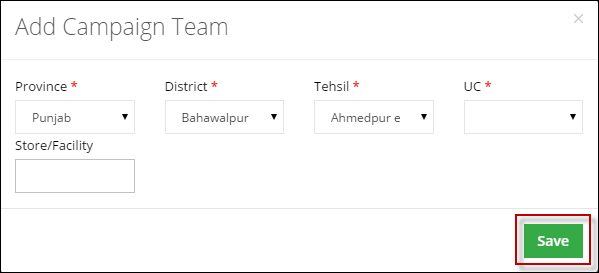 Add Campaign Team ×
Province * District * Tehsil * UC *
Punjab Bahawalpur Ahmedpur e
Store/Facility
Save